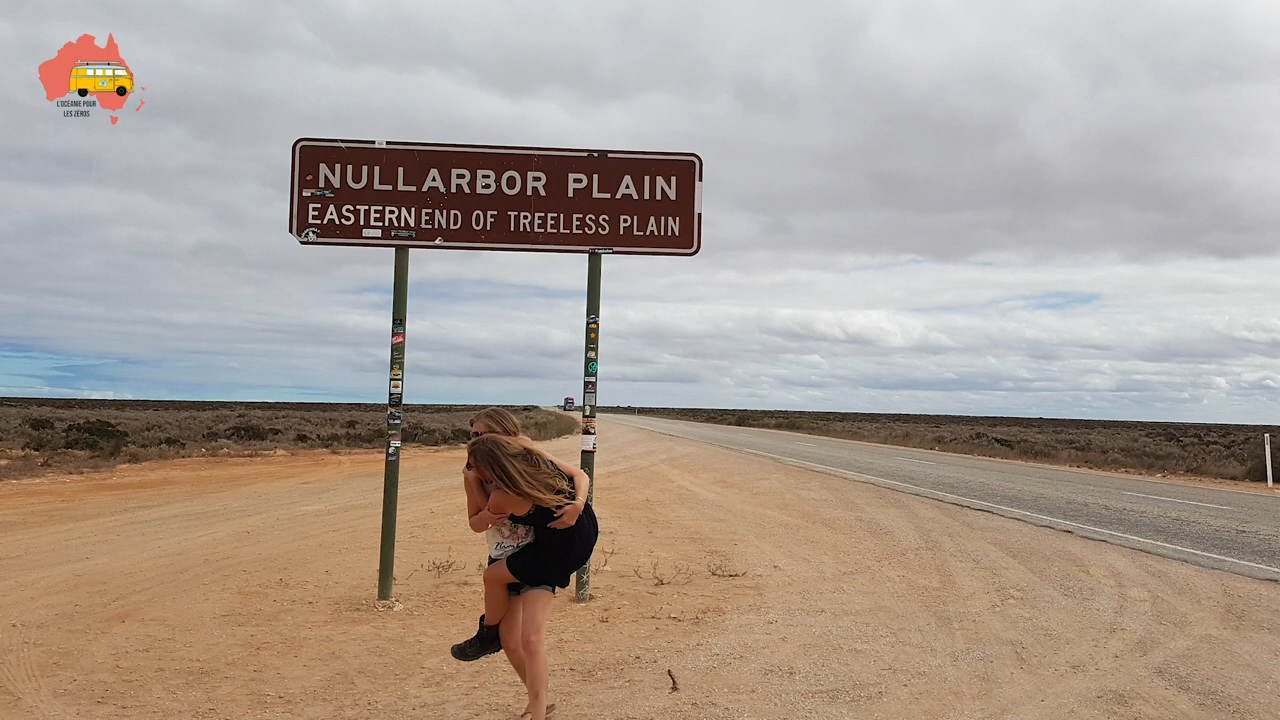 L'OCÉANIE POUR
LES ZÉROS
NULLARBOR PLAIN
EASTERN END OF TREELESS PLAIN